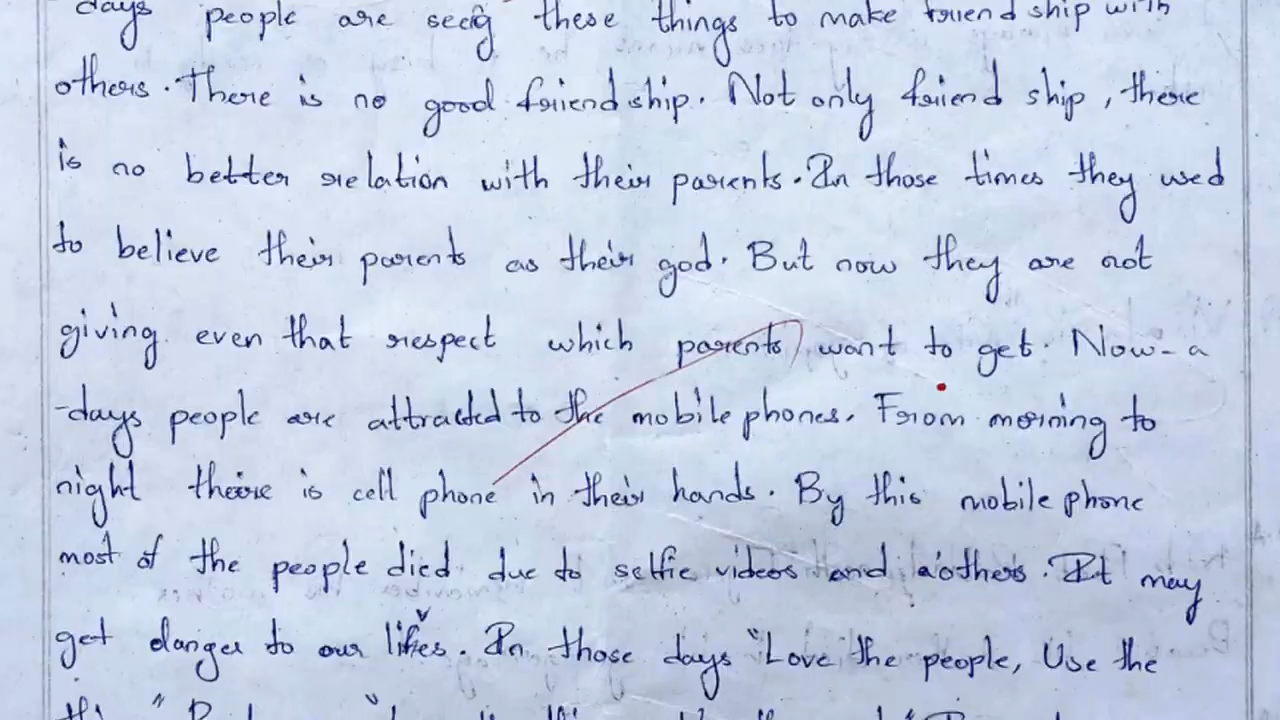 days people are seeig these things to make friend ship with
others. There is no good friend ship. Not only friend ship, there
is no better relation with their parents. In those times they used
to believe their parents as their god. But now they are not
giving even that respect which parents want to get. Now-a
-days people are attracted to the mobile phones. From morning to
night there is cell phone in their hands. By this mobile phone
most of the people died due to selfie videos and others. It may
get danger to our lives. In those days "Love the people, Use the